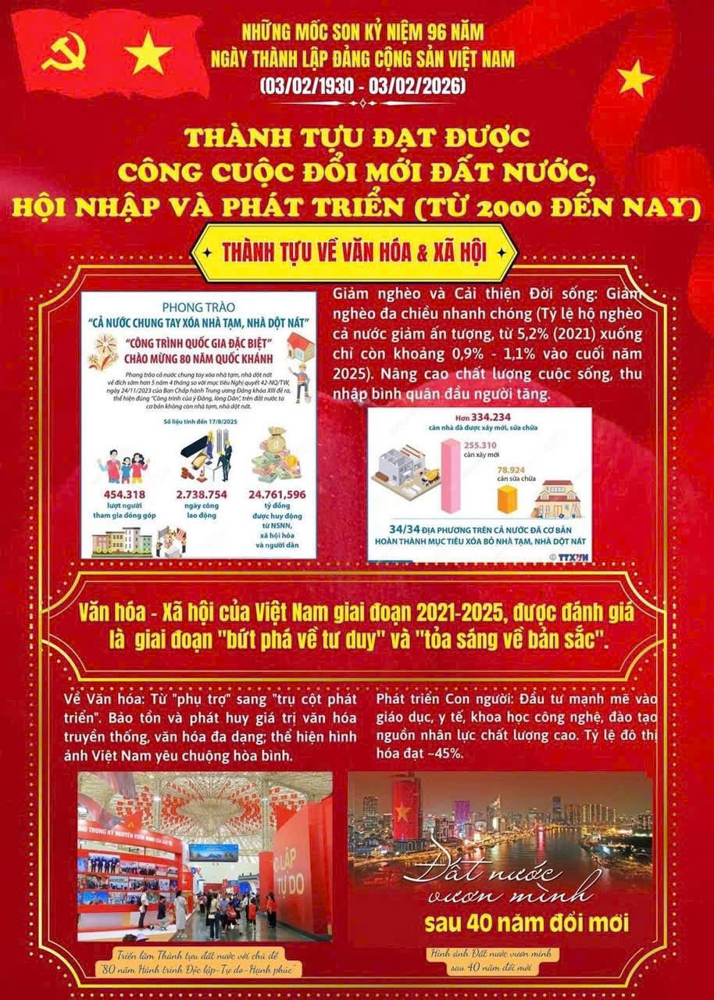 NHỮNG MỐC SON KỶ NIỆM 96 NĂM
NGÀY THÀNH LẬP ĐẢNG CỘNG SẢN VIỆT NAM
(03/02/1930 - 03/02/2026)
THÀNH TỰU ĐẠT ĐƯỢC
CÔNG CUỘC ĐỔI MỚI ĐẤT NƯỚC,
HỘI NHẬP VÀ PHÁT TRIỂN (TỪ 2000 ĐẾN NAY)
THÀNH TỰU VỀ VĂN HÓA & XÃ HỘI
PHONG TRÀO
“CẢ NƯỚC CHUNG TAY XÓA NHÀ TẠM, NHÀ DỘT NÁT”
“CÔNG TRÌNH QUỐC GIA ĐẶC BIỆT”
CHÀO MỪNG 80 NĂM QUỐC KHÁNH
Phong trào cả nước chung tay xóa nhà tạm, nhà dột nát
về đích sớm hơn 5 năm 4 tháng so với mục tiêu Nghị quyết 42-NQ/TW,
ngày 24/11/2023 của Ban Chấp hành Trung ương Đảng khóa XIII đề ra,
thể hiện đúng “Công trình của ý Đảng, lòng Dân”, trên đất nước ta
cơ bản không còn nhà tạm, nhà dột nát.
Số liệu tính đến 17/8/2025
454.318
lượt người
tham gia đóng góp
2.738.754
ngày công
lao động
24.761,596
tỷ đồng
được huy động
từ NSNN,
xã hội hóa
và người dân
Giảm nghèo và Cải thiện Đời sống: Giảm
nghèo đa chiều nhanh chóng (Tỷ lệ hộ nghèo
cả nước giảm ấn tượng, từ 5,2% (2021) xuống
chỉ còn khoảng 0,9% - 1,1% vào cuối năm
2025). Nâng cao chất lượng cuộc sống, thu
nhập bình quân đầu người tăng.
Hơn 334.234
căn nhà đã được xây mới, sửa chữa
255.310
căn xây mới
78.924
căn sửa chữa
34/34 ĐỊA PHƯƠNG TRÊN CẢ NƯỚC ĐÃ CƠ BẢN
HOÀN THÀNH MỤC TIÊU XÓA BỎ NHÀ TẠM, NHÀ DỘT NÁT
© TTXVN
Văn hóa - Xã hội của Việt Nam giai đoạn 2021-2025, được đánh giá
là giai đoạn "bứt phá về tư duy" và "tỏa sáng về bản sắc".
Về Văn hóa: Từ "phụ trợ" sang "trụ cột phát
triển". Bảo tồn và phát huy giá trị văn hóa
truyền thống, văn hóa đa dạng; thể hiện hình
ảnh Việt Nam yêu chuộng hòa bình.
Phát triển Con người: Đầu tư mạnh mẽ vào
giáo dục, y tế, khoa học công nghệ, đào tạo
nguồn nhân lực chất lượng cao. Tỷ lệ đô thị
hóa đạt ~45%.
TRONG KỶ NGUYÊN VƯƠN MÌNH CỦA DÂN TỘC
LẬP
TỰ DO
Đất nước
vươn mình
sau 40 năm đổi mới
Triển lãm Thành tựu đất nước với chủ đề
"80 năm Hành trình Độc lập-Tự do-Hạnh phúc"
Hình ảnh Đất nước vươn mình
sau 40 năm đổi mới